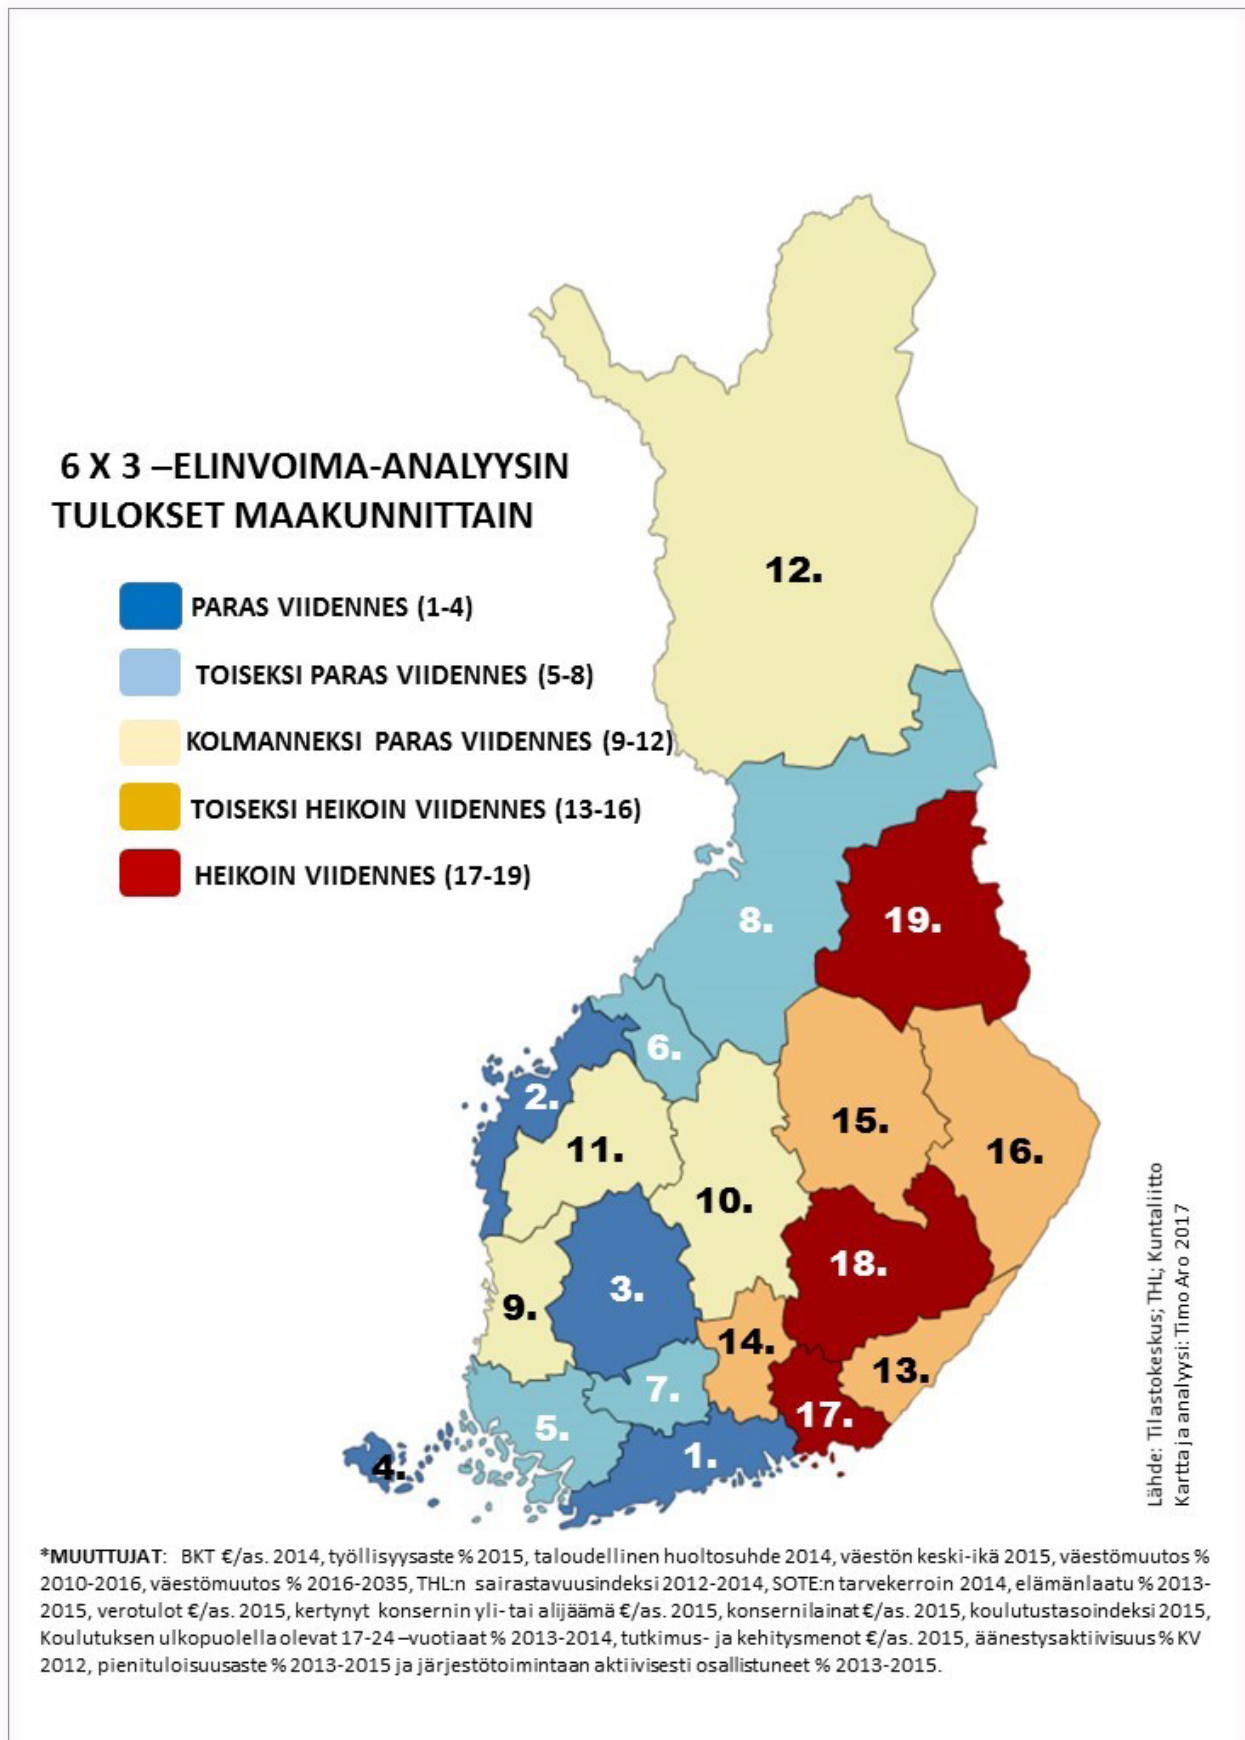 6 X 3 –ELINVOIMA-ANALYYSIN
TULOKSET MAAKUNNITTAIN
PARAS VIIDENNES (1-4)
TOISEKSI PARAS VIIDENNES (5-8)
KOLMANNEKSI PARAS VIIDENNES (9-12)
TOISEKSI HEIKOIN VIIDENNES (13-16)
HEIKOIN VIIDENNES (17-19)
12.
8.
19.
6.
2.
11.
15.
16.
10.
18.
3.
9.
14.
13.
7.
17.
5.
1.
4.
Lähde: Tilastokeskus; THL; Kuntaliitto
Kartta ja analyysi: Timo Aro 2017
*MUUTTUJAT: BKT €/as. 2014, työllisyysaste % 2015, taloudellinen huoltosuhde 2014, väestön keski-ikä 2015, väestömuutos %
2010-2016, väestömuutos % 2016-2035, THL:n sairastavuusindeksi 2012-2014, SOTE:n tarvekerroin 2014, elämänlaatu % 2013-
2015, verotulot €/as. 2015, kertynyt konsernin yli- tai alijäämä €/as. 2015, konsernilainat €/as. 2015, koulutustasoindeksi 2015,
Koulutuksen ulkopuolella olevat 17-24 –vuotiaat % 2013-2014, tutkimus- ja kehitysmenot €/as. 2015, äänestysaktiivisuus % KV
2012, pienituloisuusaste % 2013-2015 ja järjestötoimintaan aktiivisesti osallistuneet % 2013-2015.